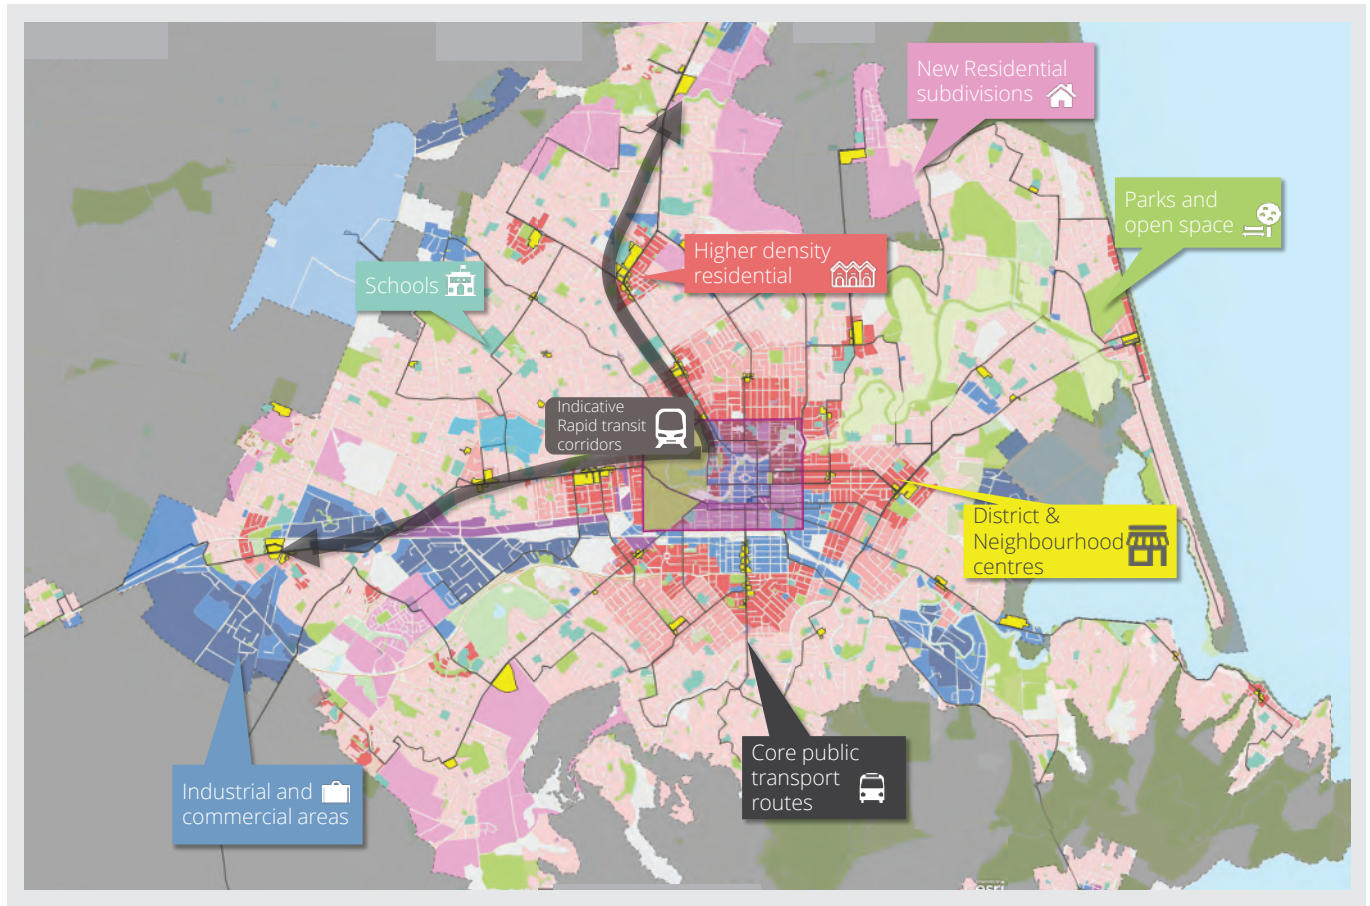 New Residential
subdivisions
Parks and
open space
Higher density
residential
Schools
Indicative
Rapid transit
corridors
District &
Neighbourhood
centres
Core public
transport
routes
Industrial and
commercial areas
esri